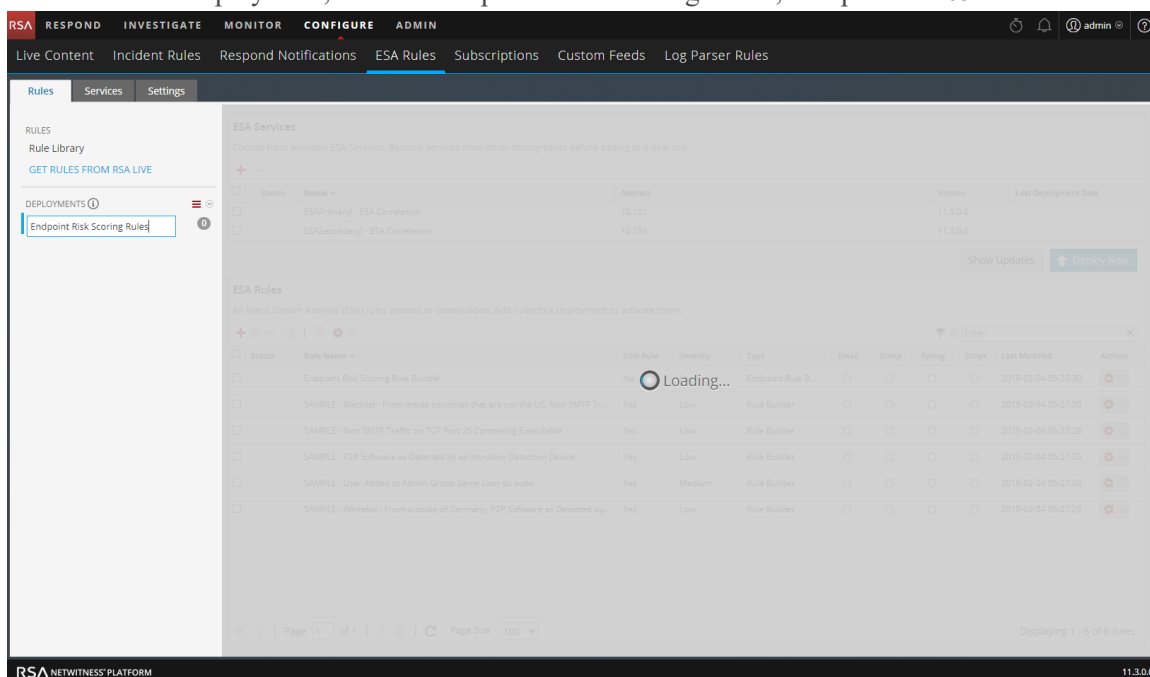 RSA RESPOND INVESTIGATE MONITOR CONFIGURE ADMIN admin
Live Content Incident Rules Respond Notifications ESA Rules Subscriptions Custom Feeds Log Parser Rules
Rules Services Settings
RULES
Rule Library
GET RULES FROM RSA LIVE
DEPLOYMENTS
Endpoint Risk Scoring Rules 0
ESA Services
Choose from available ESA Services. Remove services from other deployments before adding to a new one.
Status Name Address Version Last Deployment Date
ESAPrimaryI - ESA Correlation 10.101. 11.3.0.0
ESASecondaryI - ESA Correlation 10.101. 11.3.0.0
Show Updates Deploy Now
ESA Rules
All Event Stream Analysis (ESA) rules created or downloaded. Add rules to a deployment to activate them.
Filter
Status Rule Name Trial Rule Severity Type Email Snmp Syslog Script Last Modified Actions
Endpoint Risk Scoring Rule Bundle No Endpoint Rule B... 2019-02-04 05:27:30
Loading...
SAMPLE - Blacklist - From inside countries that are not the US, Non SMTP Tr... Yes Low Rule Builder 2019-02-04 05:27:30
SAMPLE - Non SMTP Traffic on TCP Port 25 Containing Executable Yes Low Rule Builder 2019-02-04 05:27:28
SAMPLE - P2P Software as Detected by an Intrusion Detection Device Yes Low Rule Builder 2019-02-04 05:27:30
SAMPLE - User Added to Admin Group Same User su sudo Yes Medium Rule Builder 2019-02-04 05:27:30
SAMPLE - Whitelist - From outside of Germany, P2P Software as Detected by... Yes Low Rule Builder 2019-02-04 05:27:29
Page 1 of 1 Page Size 100 Displaying 1 - 6 of 6 rules
RSA NETWITNESS PLATFORM 11.3.0.0